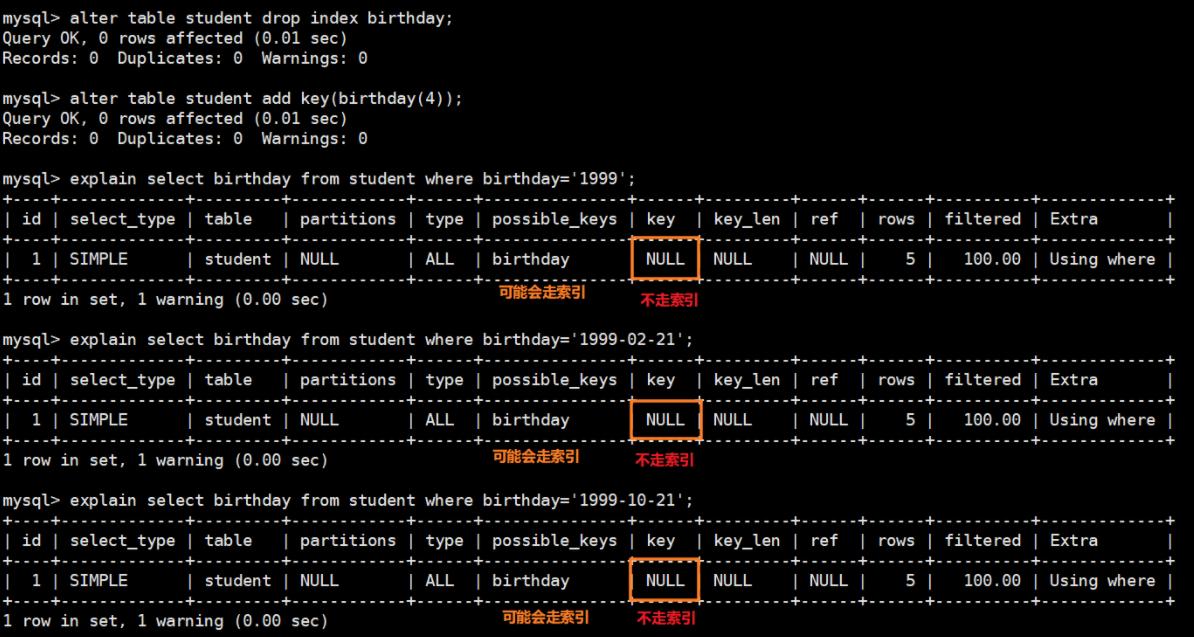 mysql> alter table student drop index birthday;
Query OK, 0 rows affected (0.01 sec)
Records: 0  Duplicates: 0  Warnings: 0

mysql> alter table student add key(birthday(4));
Query OK, 0 rows affected (0.01 sec)
Records: 0  Duplicates: 0  Warnings: 0

mysql> explain select birthday from student where birthday='1999';
+----+-------------+---------+------------+------+---------------+------+---------+------+------+----------+-------------+
| id | select_type | table   | partitions | type | possible_keys | key  | key_len | ref  | rows | filtered | Extra       |
+----+-------------+---------+------------+------+---------------+------+---------+------+------+----------+-------------+
|  1 | SIMPLE      | student | NULL       | ALL  | birthday      | NULL | NULL    | NULL |    5 |   100.00 | Using where |
+----+-------------+---------+------------+------+---------------+------+---------+------+------+----------+-------------+
可能会走索引 不走索引
1 row in set, 1 warning (0.00 sec)

mysql> explain select birthday from student where birthday='1999-02-21';
+----+-------------+---------+------------+------+---------------+------+---------+------+------+----------+-------------+
| id | select_type | table   | partitions | type | possible_keys | key  | key_len | ref  | rows | filtered | Extra       |
+----+-------------+---------+------------+------+---------------+------+---------+------+------+----------+-------------+
|  1 | SIMPLE      | student | NULL       | ALL  | birthday      | NULL | NULL    | NULL |    5 |   100.00 | Using where |
+----+-------------+---------+------------+------+---------------+------+---------+------+------+----------+-------------+
可能会走索引 不走索引
1 row in set, 1 warning (0.00 sec)

mysql> explain select birthday from student where birthday='1999-10-21';
+----+-------------+---------+------------+------+---------------+------+---------+------+------+----------+-------------+
| id | select_type | table   | partitions | type | possible_keys | key  | key_len | ref  | rows | filtered | Extra       |
+----+-------------+---------+------------+------+---------------+------+---------+------+------+----------+-------------+
|  1 | SIMPLE      | student | NULL       | ALL  | birthday      | NULL | NULL    | NULL |    5 |   100.00 | Using where |
+----+-------------+---------+------------+------+---------------+------+---------+------+------+----------+-------------+
可能会走索引 不走索引
1 row in set, 1 warning (0.00 sec)